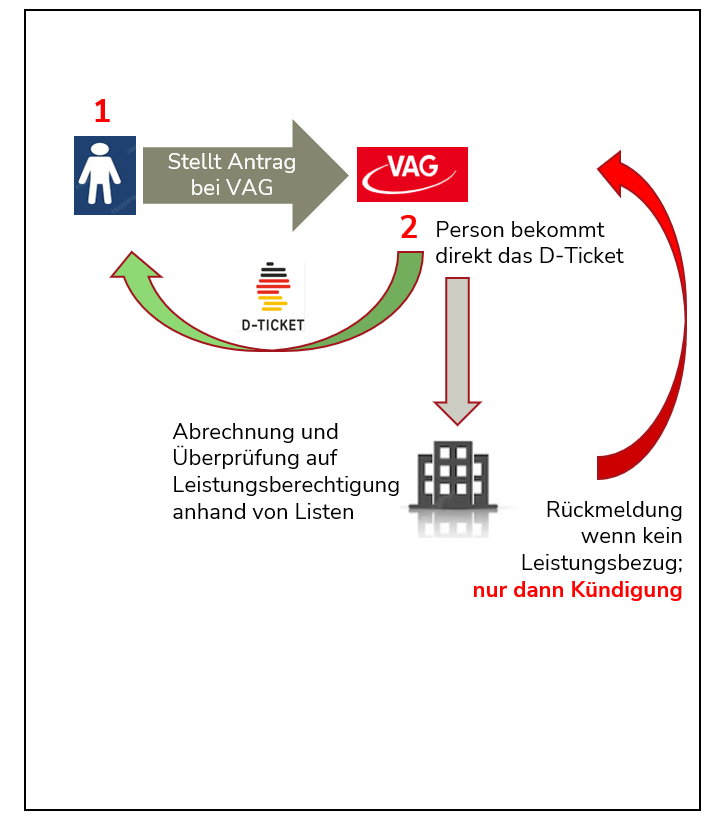 1
Stellt Antrag
bei VAG
VAG
2
Person bekommt
direkt das D-Ticket
D-TICKET
Abrechnung und
Überprüfung auf
Leistungsberechtigung
anhand von Listen
Rückmeldung
wenn kein
Leistungsbezug;
nur dann Kündigung